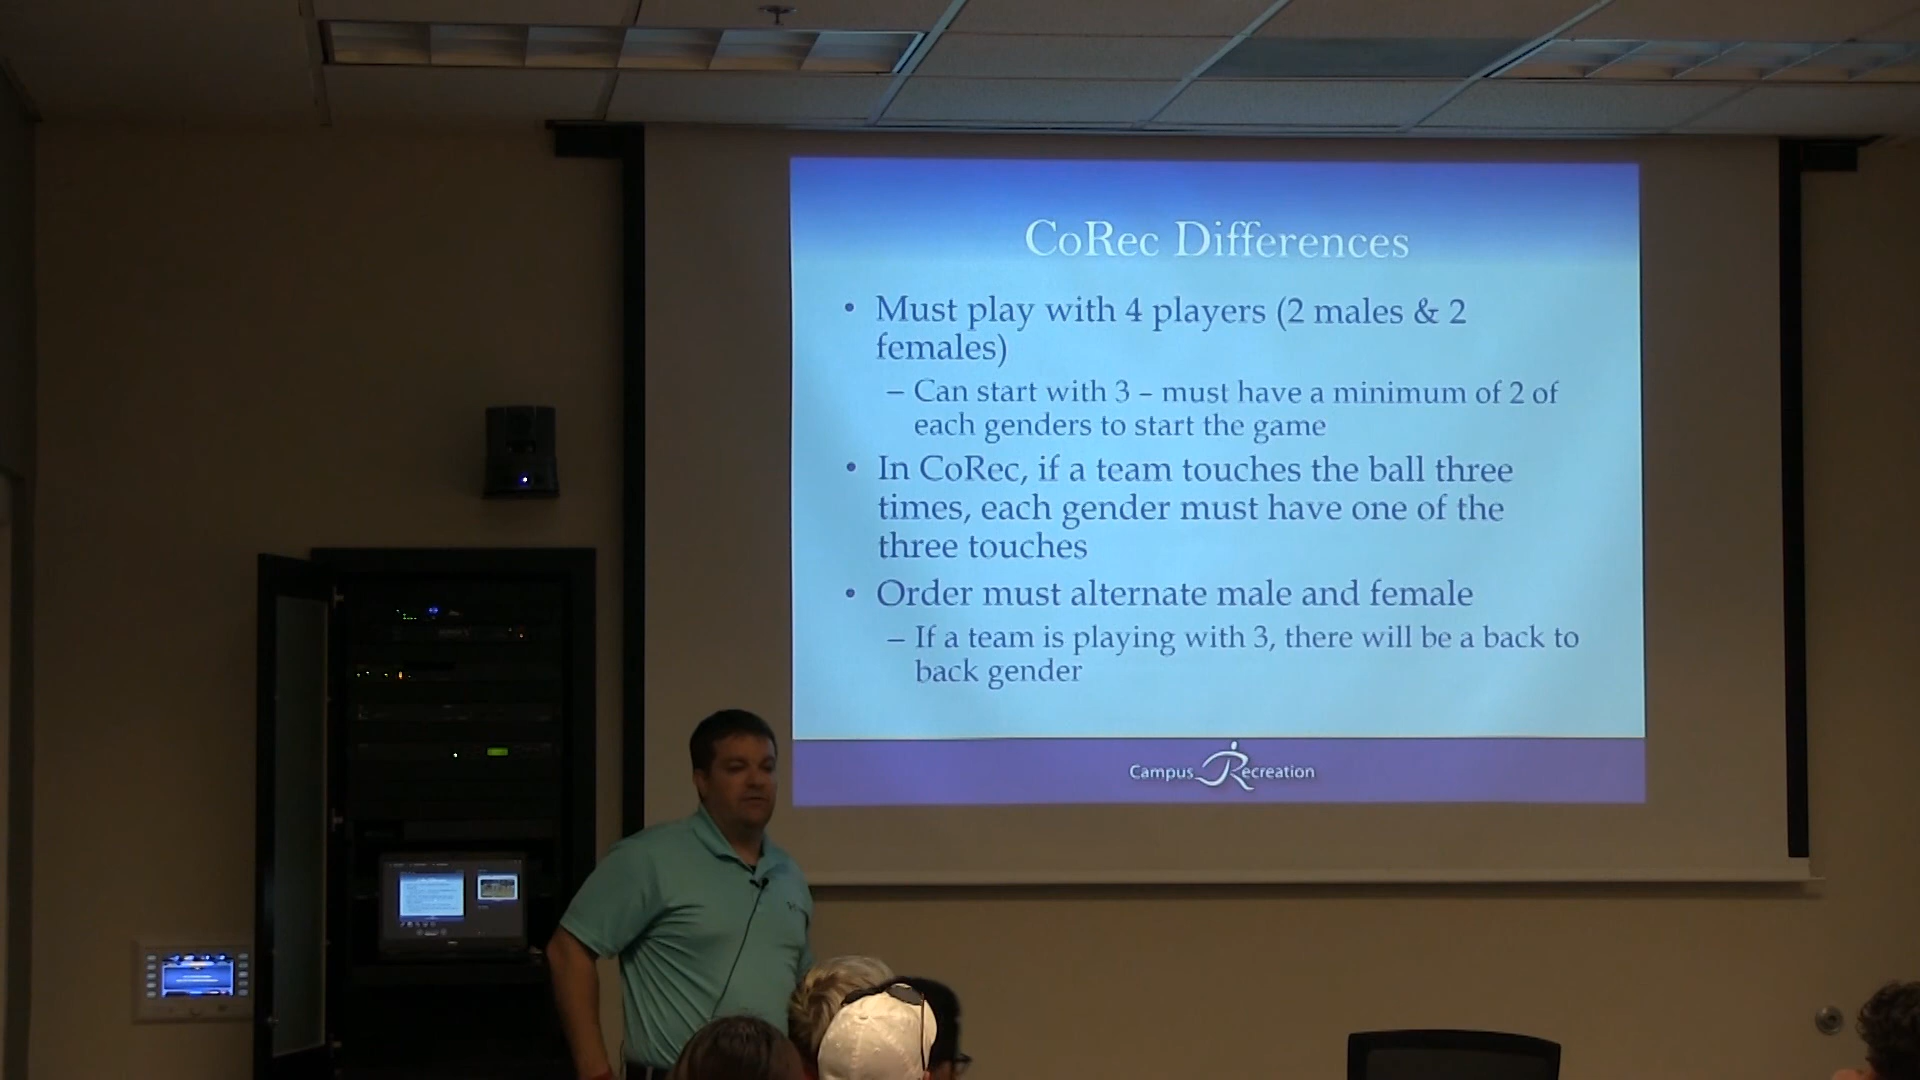 CoRec Differences
• Must play with 4 players (2 males & 2
females)
– Can start with 3 – must have a minimum of 2 of
each genders to start the game
• In CoRec, if a team touches the ball three
times, each gender must have one of the
three touches
• Order must alternate male and female
– If a team is playing with 3, there will be a back to
back gender
Campus Recreation